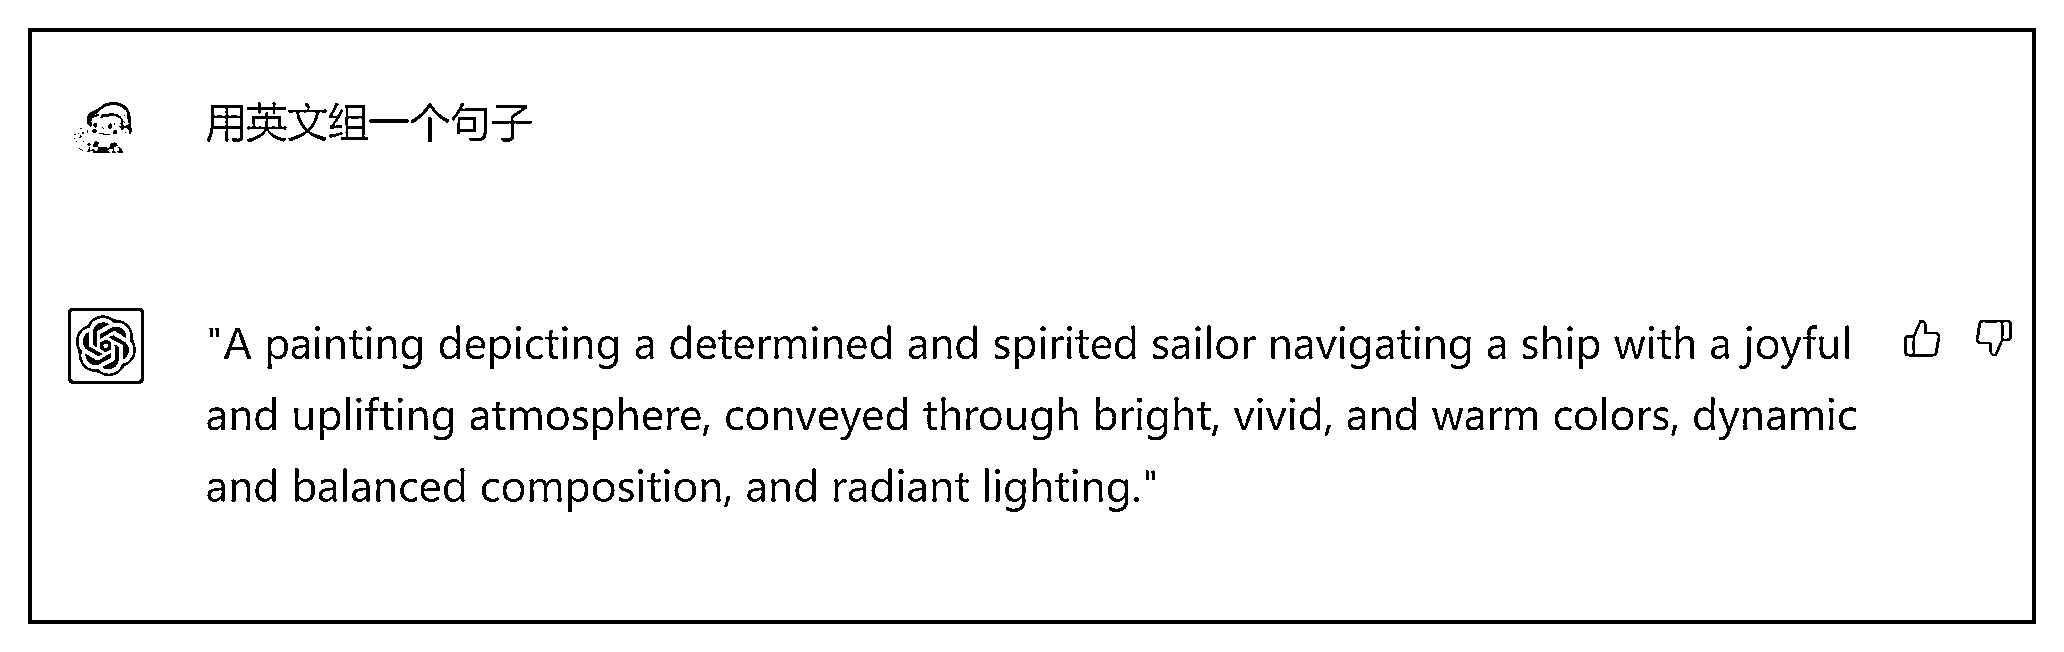 用英文组一个句子
"A painting depicting a determined and spirited sailor navigating a ship with a joyful
and uplifting atmosphere, conveyed through bright, vivid, and warm colors, dynamic
and balanced composition, and radiant lighting."